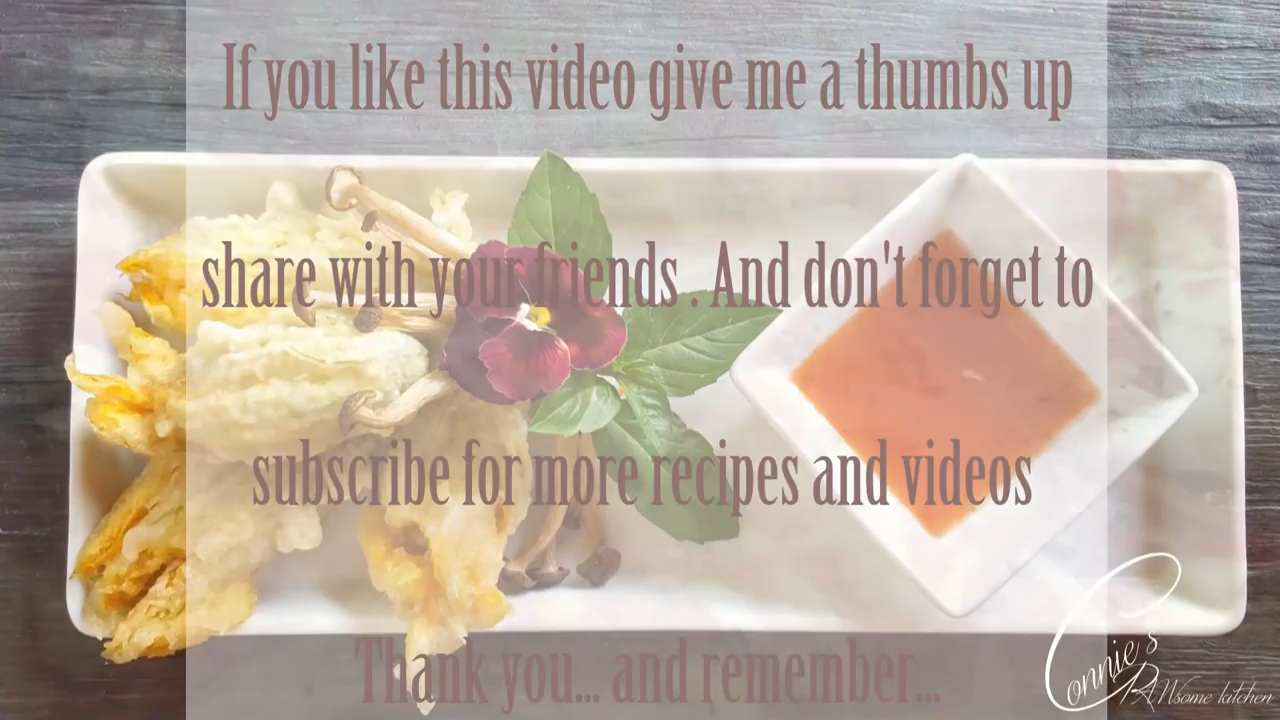 If you like this video give me a thumbs up
share with your friends . And don't forget to
subscribe for more recipes and videos
Thank you... and remember...
Connie's
RAWsome kitchen